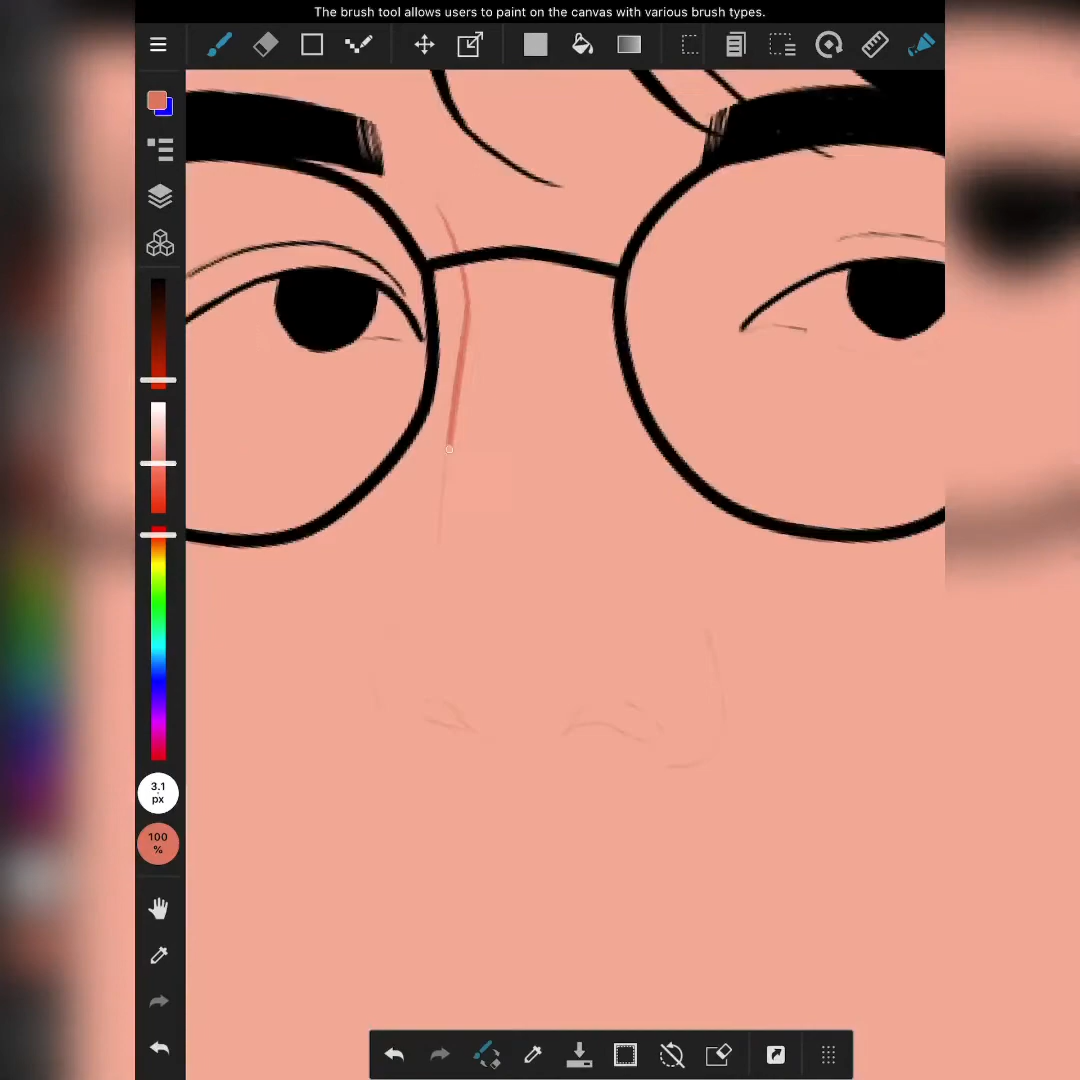 The brush tool allows users to paint on the canvas with various brush types.
3.1
px
100
%